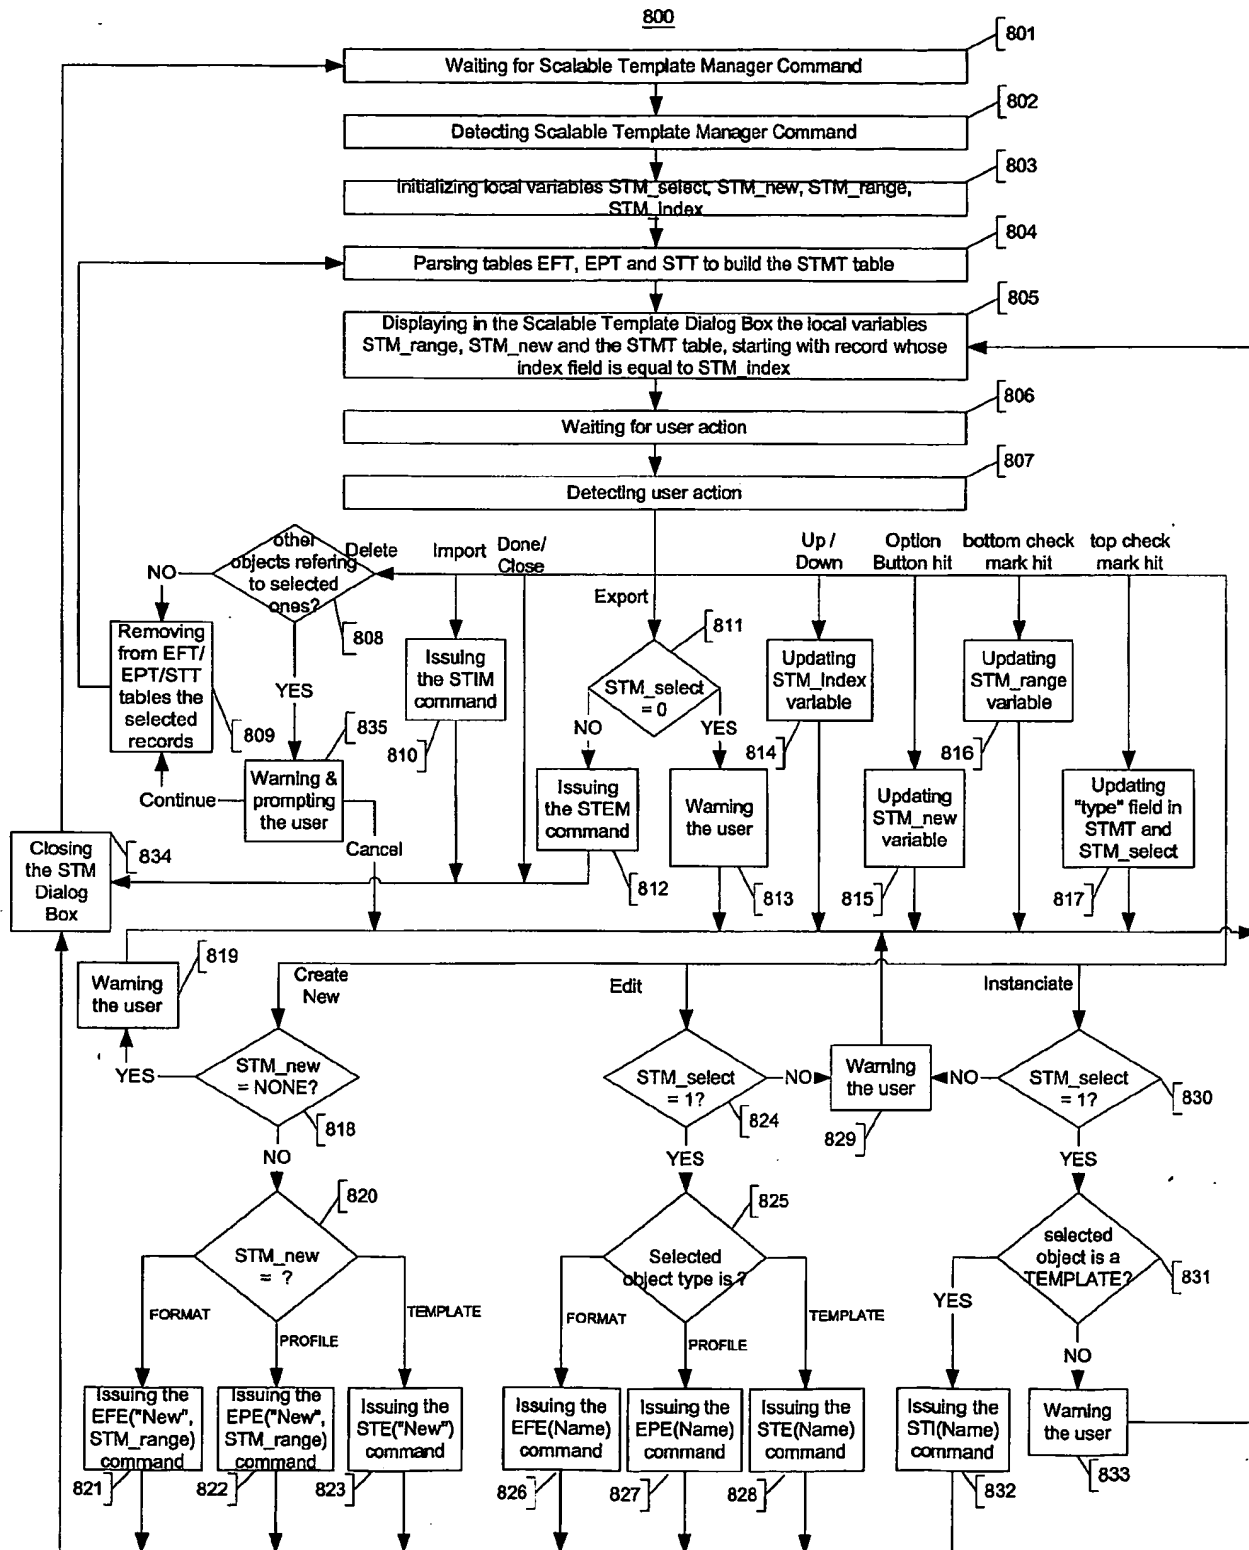 800
801
Waiting for Scalable Template Manager Command
802
Detecting Scalable Template Manager Command
803
Initializing local variables STM_select, STM_new, STM_range,
STM_index
804
Parsing tables EFT, EPT and STT to build the STMT table
805
Displaying in the Scalable Template Dialog Box the local variables
STM_range, STM_new and the STMT table, starting with record whose
index field is equal to STM_index
806
Waiting for user action
807
Detecting user action
other
objects refering
to selected
ones?
808
Delete
Import
Done/
Close
Export
Up /
Down
Option
Button hit
bottom check
mark hit
top check
mark hit
NO
YES
Removing
from EFT/
EPT/STT
tables the
selected
records
809
835
Warning &
prompting
the user
Continue
Cancel
Issuing
the STIM
command
810
811
STM_select
= 0
NO
YES
Issuing
the STEM
command
812
Warning
the user
813
Updating
STM_index
variable
814
Updating
STM_new
variable
815
Updating
STM_range
variable
816
Updating
"type" field in
STMT and
STM_select
817
Closing
the STM
Dialog
Box
834
819
Warning
the user
Create
New
Edit
Instanciate
YES
STM_new
= NONE?
818
NO
STM_select
= 1?
824
NO
Warning
the user
829
NO
STM_select
= 1?
830
YES
YES
820
STM_new
= ?
FORMAT
PROFILE
TEMPLATE
825
Selected
object type is ?
FORMAT
PROFILE
TEMPLATE
selected
object is a
TEMPLATE?
831
YES
NO
Issuing the
EFE("New",
STM_range)
command
821
Issuing the
EPE("New",
STM_range)
command
822
Issuing the
STE("New")
command
823
Issuing the
EFE(Name)
command
826
Issuing the
EPE(Name)
command
827
Issuing the
STE(Name)
command
828
Issuing the
STI(Name)
command
832
Warning
the user
833